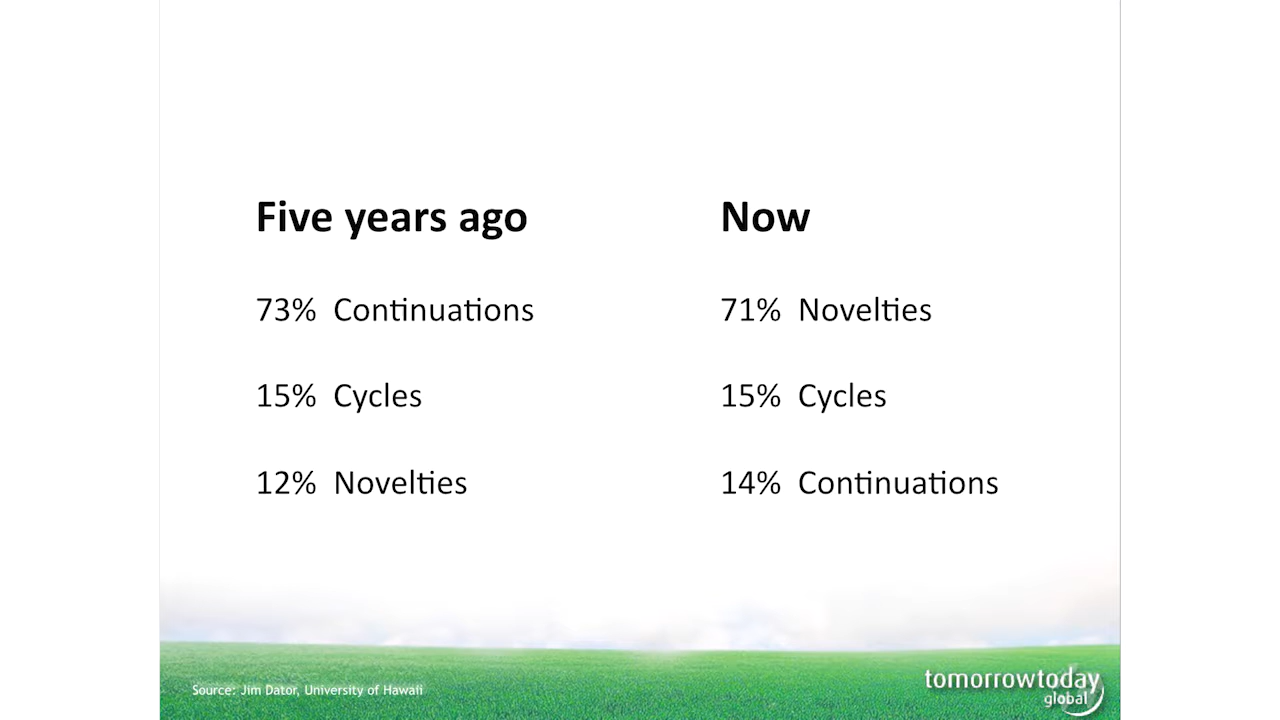 Five years ago
73% Continuations
15% Cycles
12% Novelties
Now
71% Novelties
15% Cycles
14% Continuations
Source: Jim Dator, University of Hawaii
tomorrowtoday
global